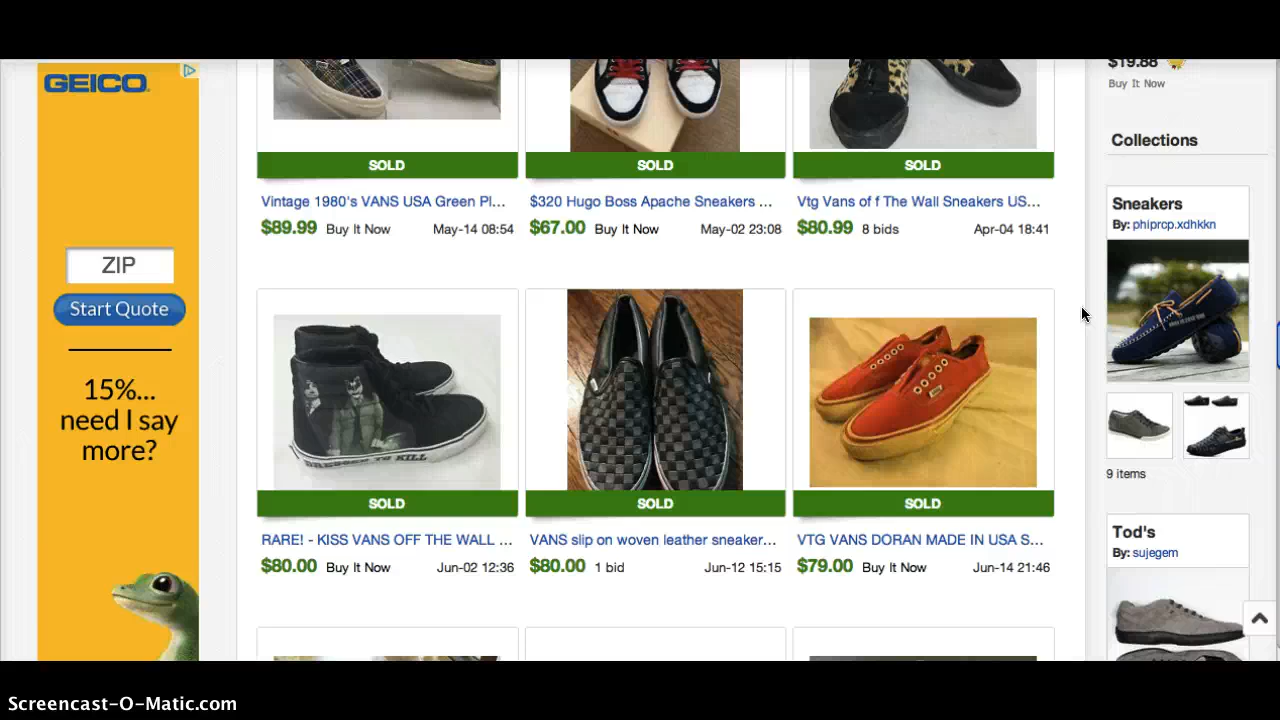 GEICO.
ZIP
Start Quote
15%...
need I say
more?
SOLD
SOLD
SOLD
Vintage 1980's VANS USA Green Pl...
$320 Hugo Boss Apache Sneakers ...
Vtg Vans of f The Wall Sneakers US...
$89.99 Buy It Now May-14 08:54
$67.00 Buy It Now May-02 23:08
$80.99 8 bids Apr-04 18:41
DRESSED TO KILL
SOLD
SOLD
SOLD
RARE! - KISS VANS OFF THE WALL ...
VANS slip on woven leather sneaker...
VTG VANS DORAN MADE IN USA S...
$80.00 Buy It Now Jun-02 12:36
$80.00 1 bid Jun-12 15:15
$79.00 Buy It Now Jun-14 21:46
$19.88
Buy It Now
Collections
Sneakers
By: phiprcp.xdhkkn
9 items
Tod's
By: sujegem
Screencast-O-Matic.com